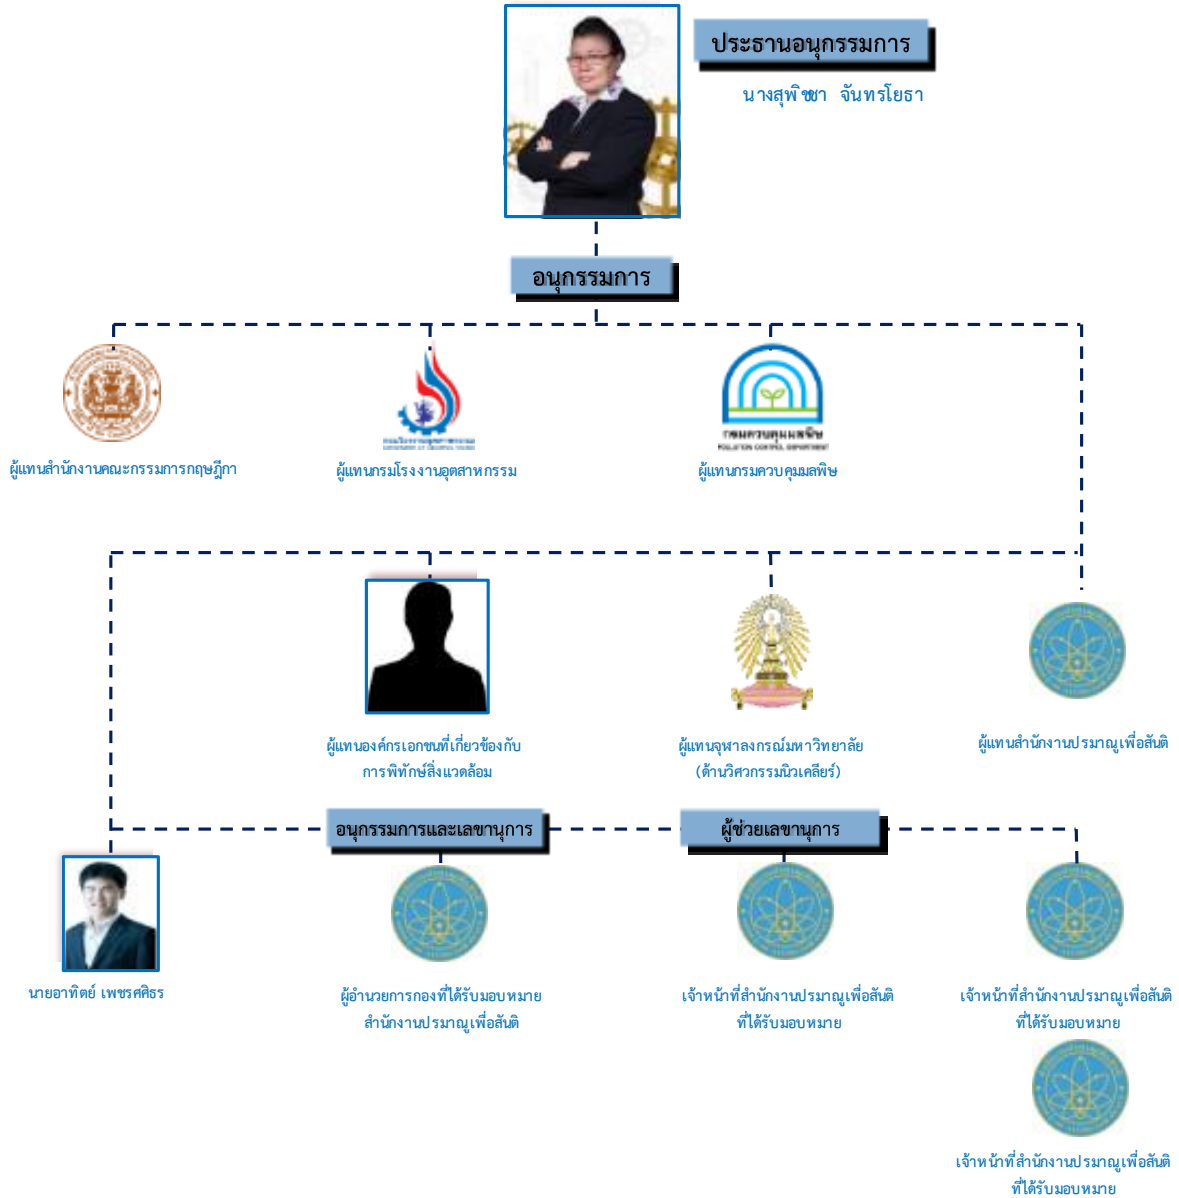 ประธานอนุกรรมการ
นางสุพิชชา จันทรโยธา
อนุกรรมการ
กรมควบคุมมลพิษ
POLLUTION CONTROL DEPARTMENT
ผู้แทนสำนักงานคณะกรรมการกฤษฎีกา
ผู้แทนกรมโรงงานอุตสาหกรรม
ผู้แทนกรมควบคุมมลพิษ
ผู้แทนองค์กรเอกชนที่เกี่ยวข้องกับ
การพิทักษ์สิ่งแวดล้อม
ผู้แทนจุฬาลงกรณ์มหาวิทยาลัย
(ด้านวิศวกรรมนิวเคลียร์)
ผู้แทนสำนักงานปรมาณูเพื่อสันติ
อนุกรรมการและเลขานุการ
ผู้ช่วยเลขานุการ
นายอาทิตย์ เพชรศศิธร
ผู้อำนวยการกองที่ได้รับมอบหมาย
สำนักงานปรมาณูเพื่อสันติ
เจ้าหน้าที่สำนักงานปรมาณูเพื่อสันติ
ที่ได้รับมอบหมาย
เจ้าหน้าที่สำนักงานปรมาณูเพื่อสันติ
ที่ได้รับมอบหมาย
เจ้าหน้าที่สำนักงานปรมาณูเพื่อสันติ
ที่ได้รับมอบหมาย